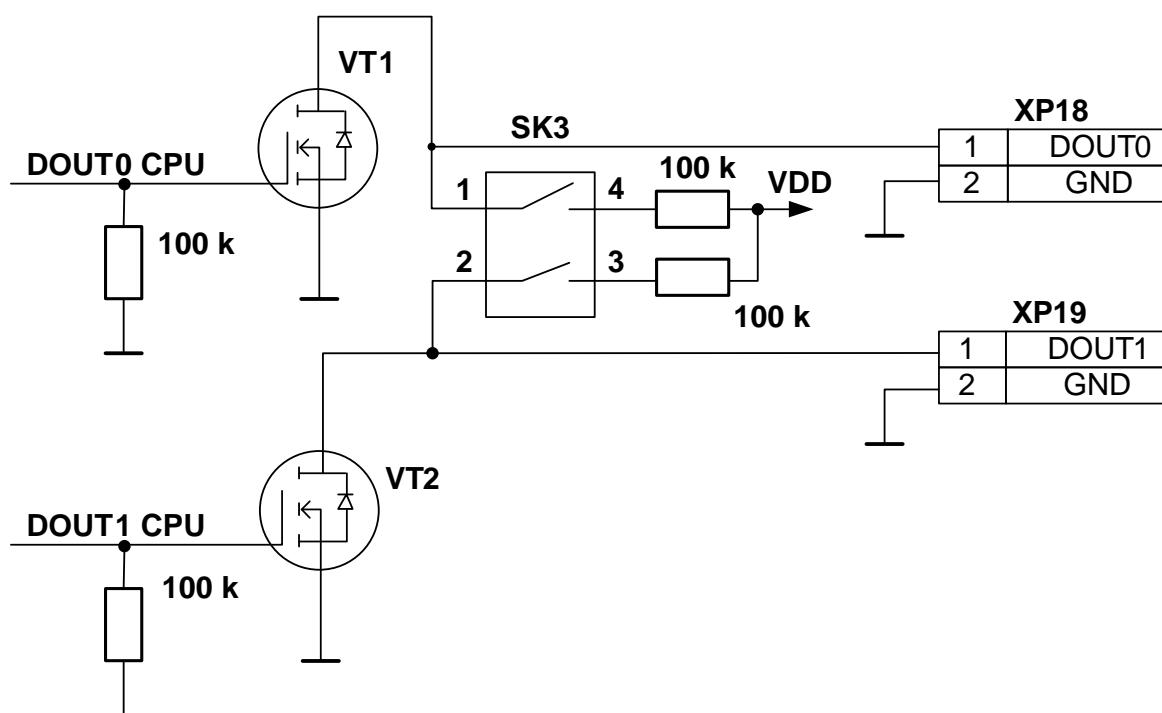 VT1
SK3
XP18
DOUT0 CPU
1 DOUT0
2 GND
100 k
VDD
1
4
100 k
2
3
100 k
XP19
1 DOUT1
2 GND
VT2
DOUT1 CPU
100 k